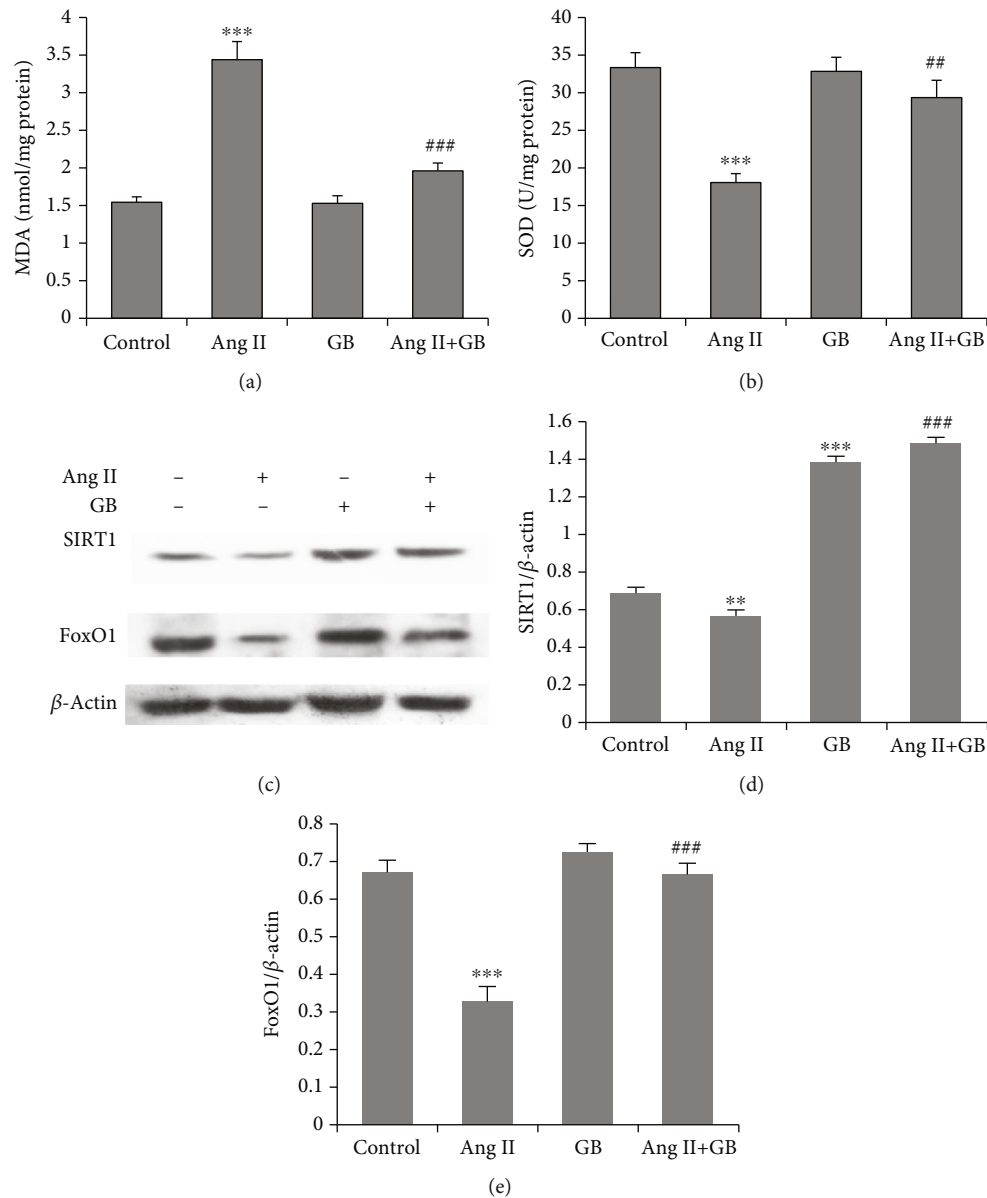 MDA (nmol/mg protein)
4
3.5
3
2.5
2
1.5
1
0.5
0
***
###
Control Ang II GB Ang II+GB
(a)
SOD (U/mg protein)
40
35
30
25
20
15
10
5
0
***
##
Control Ang II GB Ang II+GB
(b)
Ang II – + – +
GB – – + +
SIRT1
FoxO1
β-Actin
(c)
SIRT1/β-actin
1.6
1.4
1.2
1
0.8
0.6
0.4
0.2
0
**
***
###
Control Ang II GB Ang II+GB
(d)
FoxO1/β-actin
0.8
0.7
0.6
0.5
0.4
0.3
0.2
0.1
0
***
###
Control Ang II GB Ang II+GB
(e)